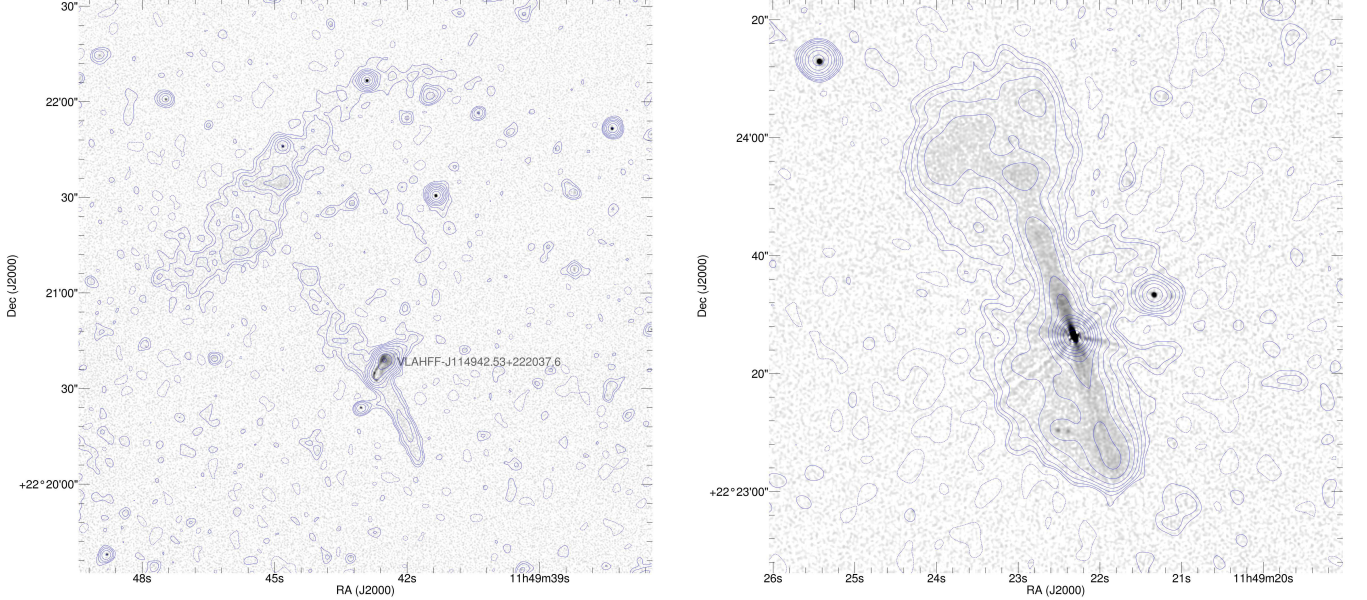 30"
22'00"
30"
21'00"
30"
+22°20'00"
Dec (J2000)
VLAHFF-J114942.53+222037.6
48s
45s
42s
11h49m39s
RA (J2000)
20"
24'00"
40"
20"
+22°23'00"
Dec (J2000)
26s
25s
24s
23s
22s
21s
11h49m20s
RA (J2000)